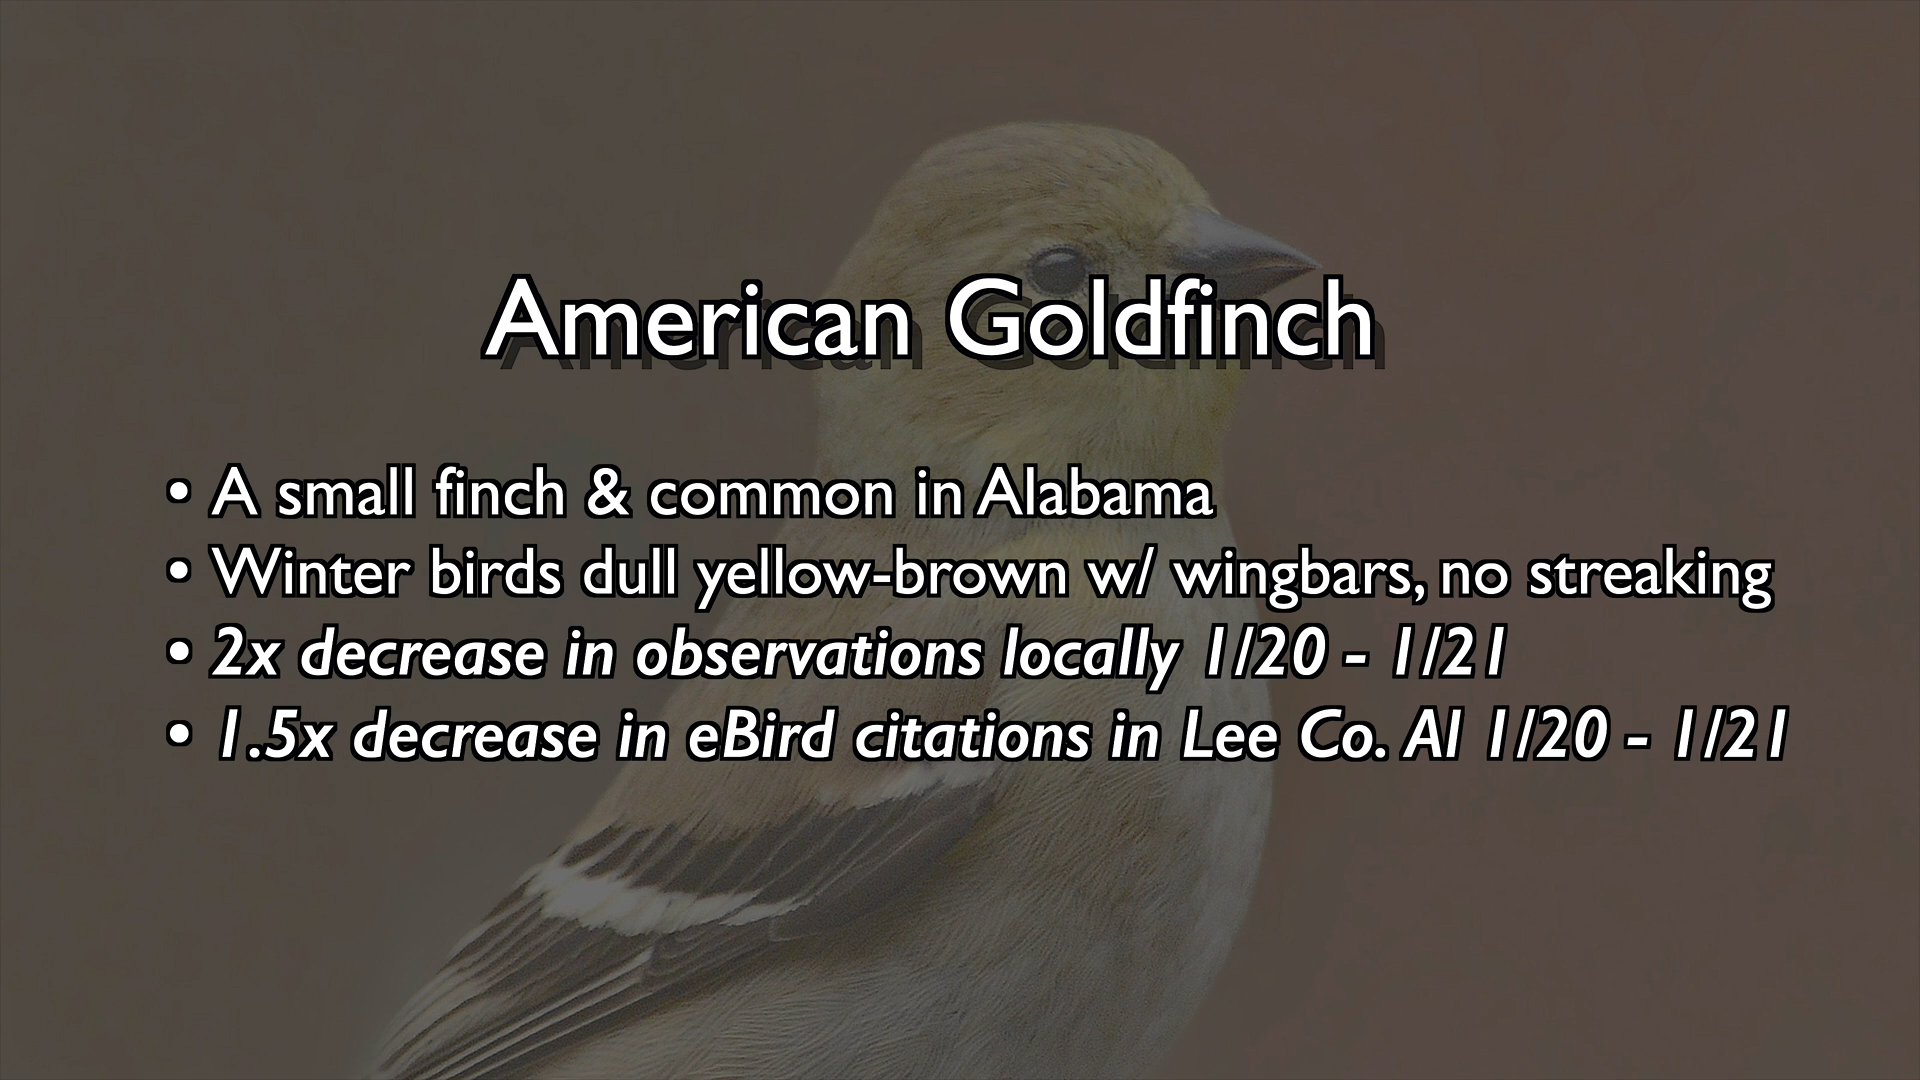 American Goldfinch
• A small finch & common in Alabama
• Winter birds dull yellow-brown w/ wingbars, no streaking
• 2x decrease in observations locally 1/20 - 1/21
• 1.5x decrease in eBird citations in Lee Co. Al 1/20 - 1/21